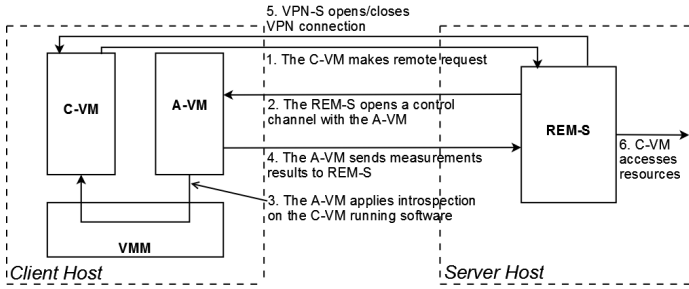 5. VPN-S opens/closes
VPN connection
1. The C-VM makes remote request
C-VM
A-VM
2. The REM-S opens a control
channel with the A-VM
REM-S
4. The A-VM sends measurements
results to REM-S
6. C-VM
accesses
resources
3. The A-VM applies introspection
on the C-VM running software
VMM
Client Host
Server Host